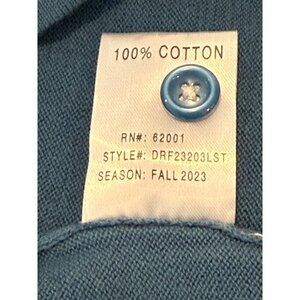 100% COTTON
RN#: 62001
STYLE#: DRF23203LST
SEASON: FALL 2023